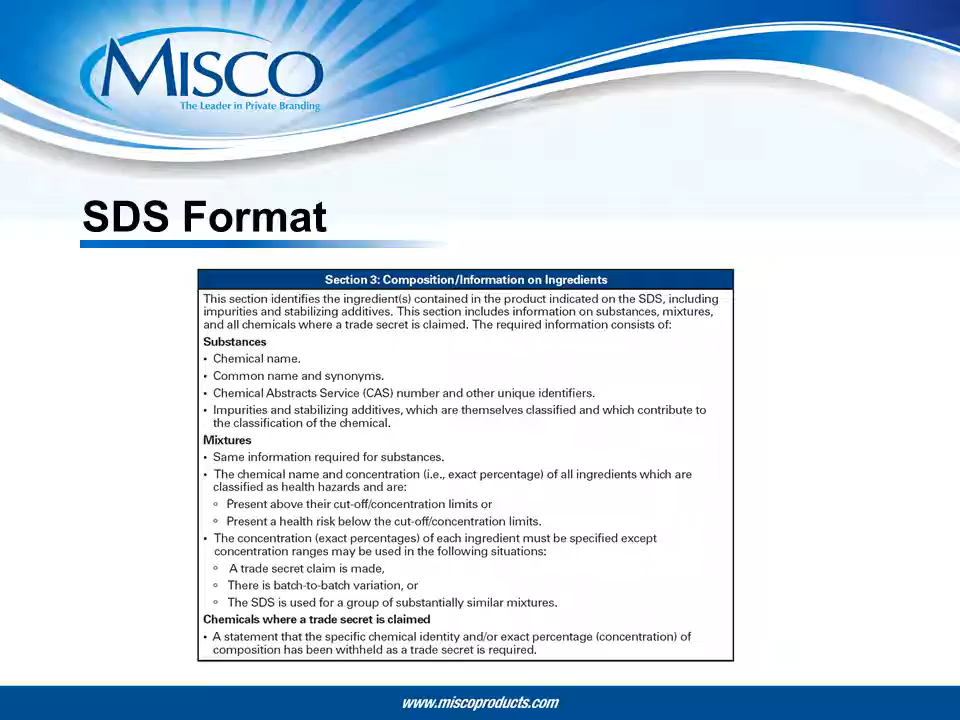 MISCO
The Leader in Private Branding
SDS Format
Section 3: Composition/Information on Ingredients
This section identifies the ingredient(s) contained in the product indicated on the SDS, including
impurities and stabilizing additives. This section includes information on substances, mixtures,
and all chemicals where a trade secret is claimed. The required information consists of:
Substances
• Chemical name.
• Common name and synonyms.
• Chemical Abstracts Service (CAS) number and other unique identifiers.
• Impurities and stabilizing additives, which are themselves classified and which contribute to
the classification of the chemical.
Mixtures
• Same information required for substances.
• The chemical name and concentration (i.e., exact percentage) of all ingredients which are
classified as health hazards and are:
° Present above their cut-off/concentration limits or
° Present a health risk below the cut-off/concentration limits.
• The concentration (exact percentages) of each ingredient must be specified except
concentration ranges may be used in the following situations:
° A trade secret claim is made,
° There is batch-to-batch variation, or
° The SDS is used for a group of substantially similar mixtures.
Chemicals where a trade secret is claimed
• A statement that the specific chemical identity and/or exact percentage (concentration) of
composition has been withheld as a trade secret is required.
www.miscoproducts.com